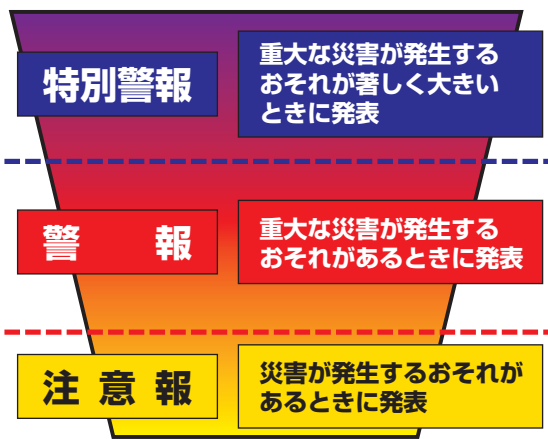 特別警報
重大な災害が発生する
おそれが著しく大きい
ときに発表
警報
重大な災害が発生する
おそれがあるときに発表
注意報
災害が発生するおそれが
あるときに発表